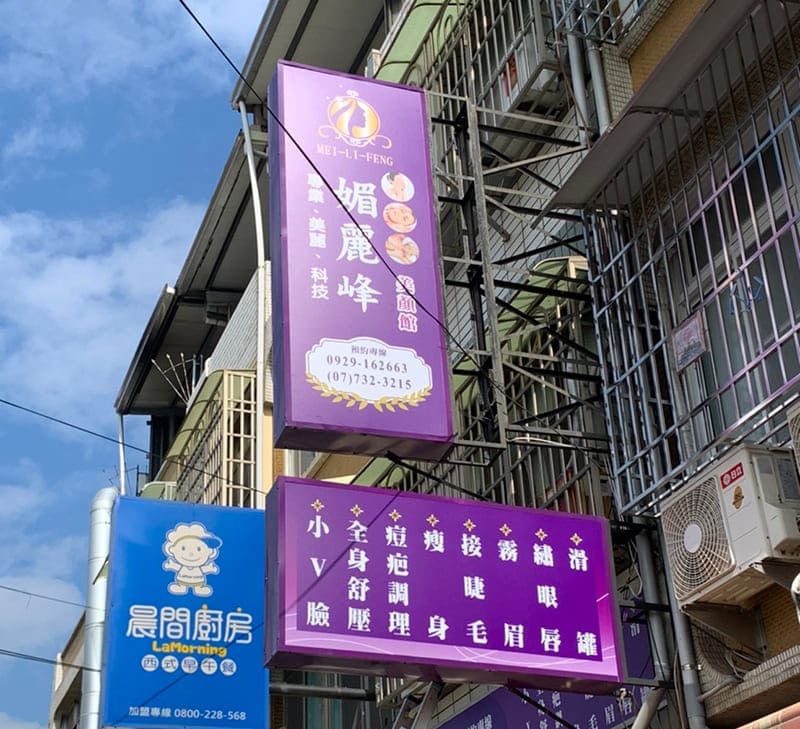 MEI-LI-FENG
媚麗峰
專業、美麗、科技
美顏館
預約專線
0929-162663
(07)732-3215
滑罐
繡眼唇
霧眉
接睫毛
瘦身
痘疤調理
全身舒壓
小V臉
晨間廚房
LaMorning
西式早午餐
加盟專線 0800-228-568
日立